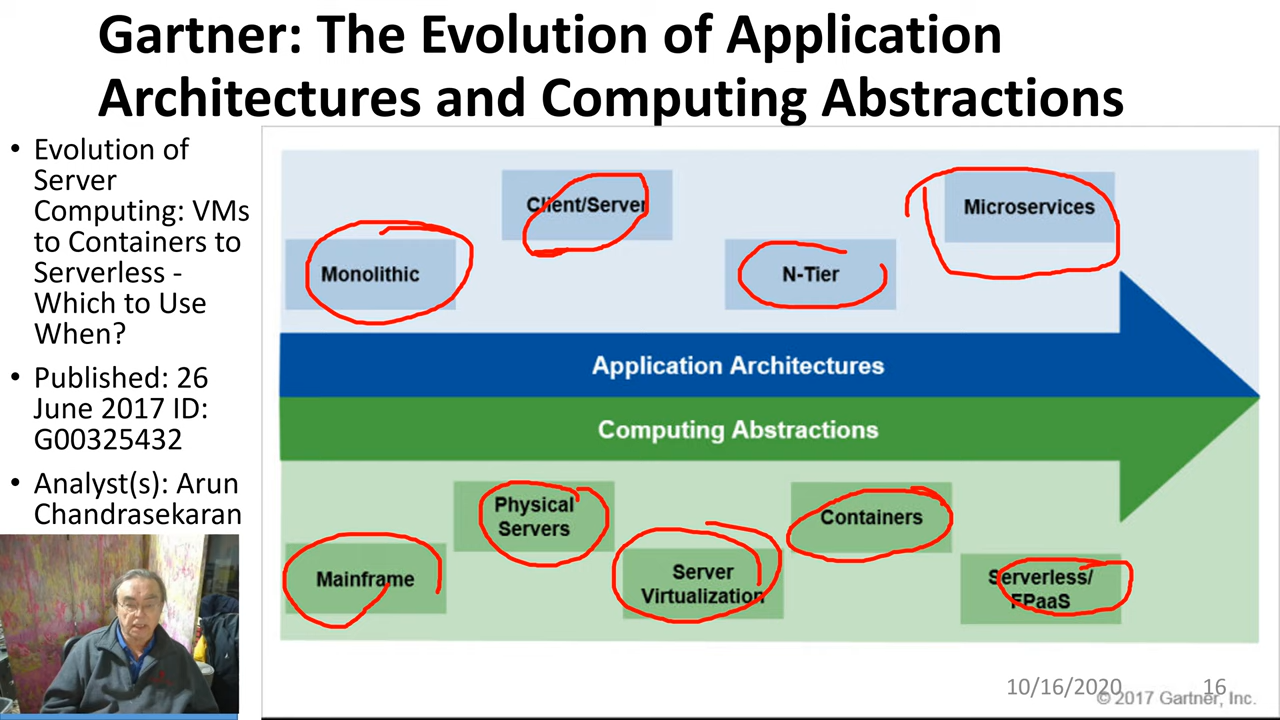 Gartner: The Evolution of Application
Architectures and Computing Abstractions
• Evolution of
Server
Computing: VMs
to Containers to
Serverless -
Which to Use
When?
• Published: 26
June 2017 ID:
G00325432
• Analyst(s): Arun
Chandrasekaran
Client/Server
Microservices
Monolithic
N-Tier
Application Architectures
Computing Abstractions
Physical
Servers
Containers
Mainframe
Server
Virtualization
Serverless/
FPaaS
10/16/2020
16
© 2017 Gartner, Inc.